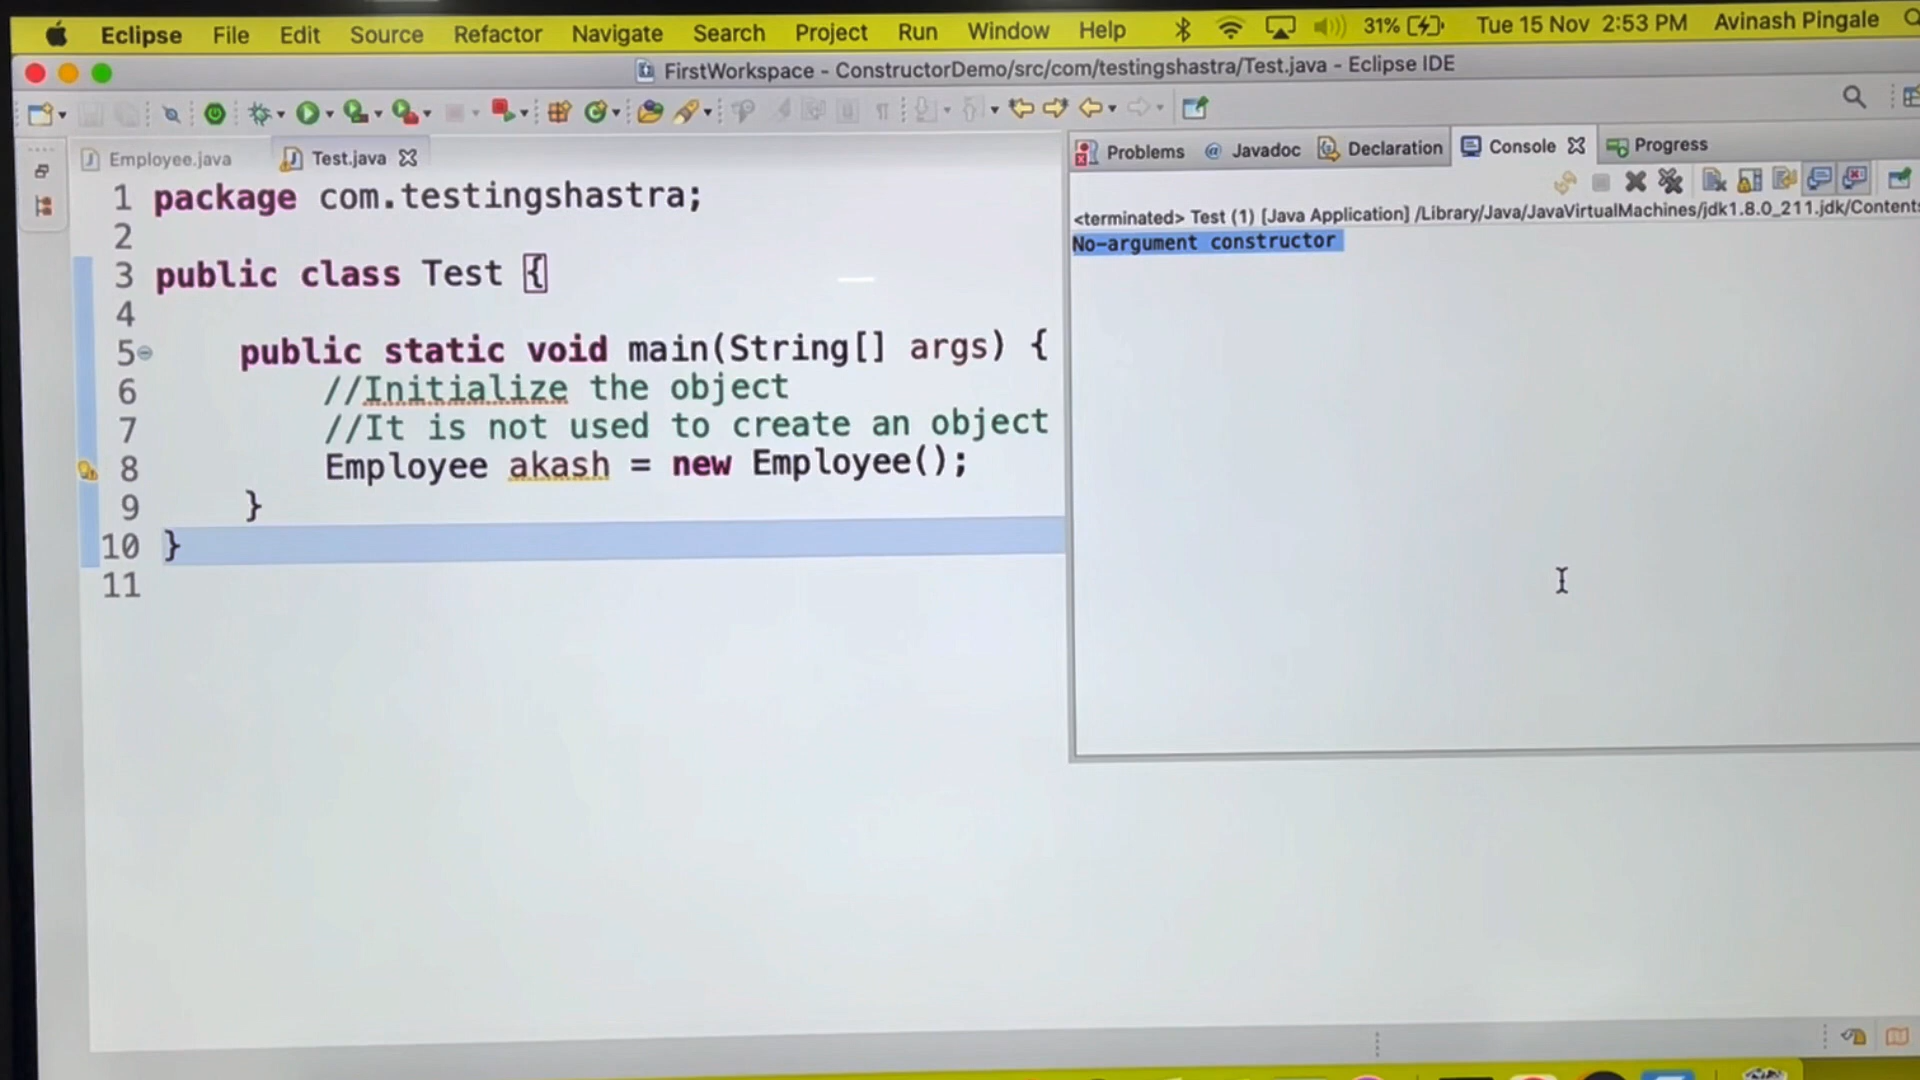 Eclipse File Edit Source Refactor Navigate Search Project Run Window Help 31% Tue 15 Nov 2:53 PM Avinash Pingale
FirstWorkspace - ConstructorDemo/src/com/testingshastra/Test.java - Eclipse IDE
Employee.java Test.java
1 package com.testingshastra;
2
3 public class Test {
4
5 public static void main(String[] args) {
6 //Initialize the object
7 //It is not used to create an object
8 Employee akash = new Employee();
9 }
10 }
11
Problems @ Javadoc Declaration Console Progress
<terminated> Test (1) [Java Application] /Library/Java/JavaVirtualMachines/jdk1.8.0_211.jdk/Contents
No-argument constructor